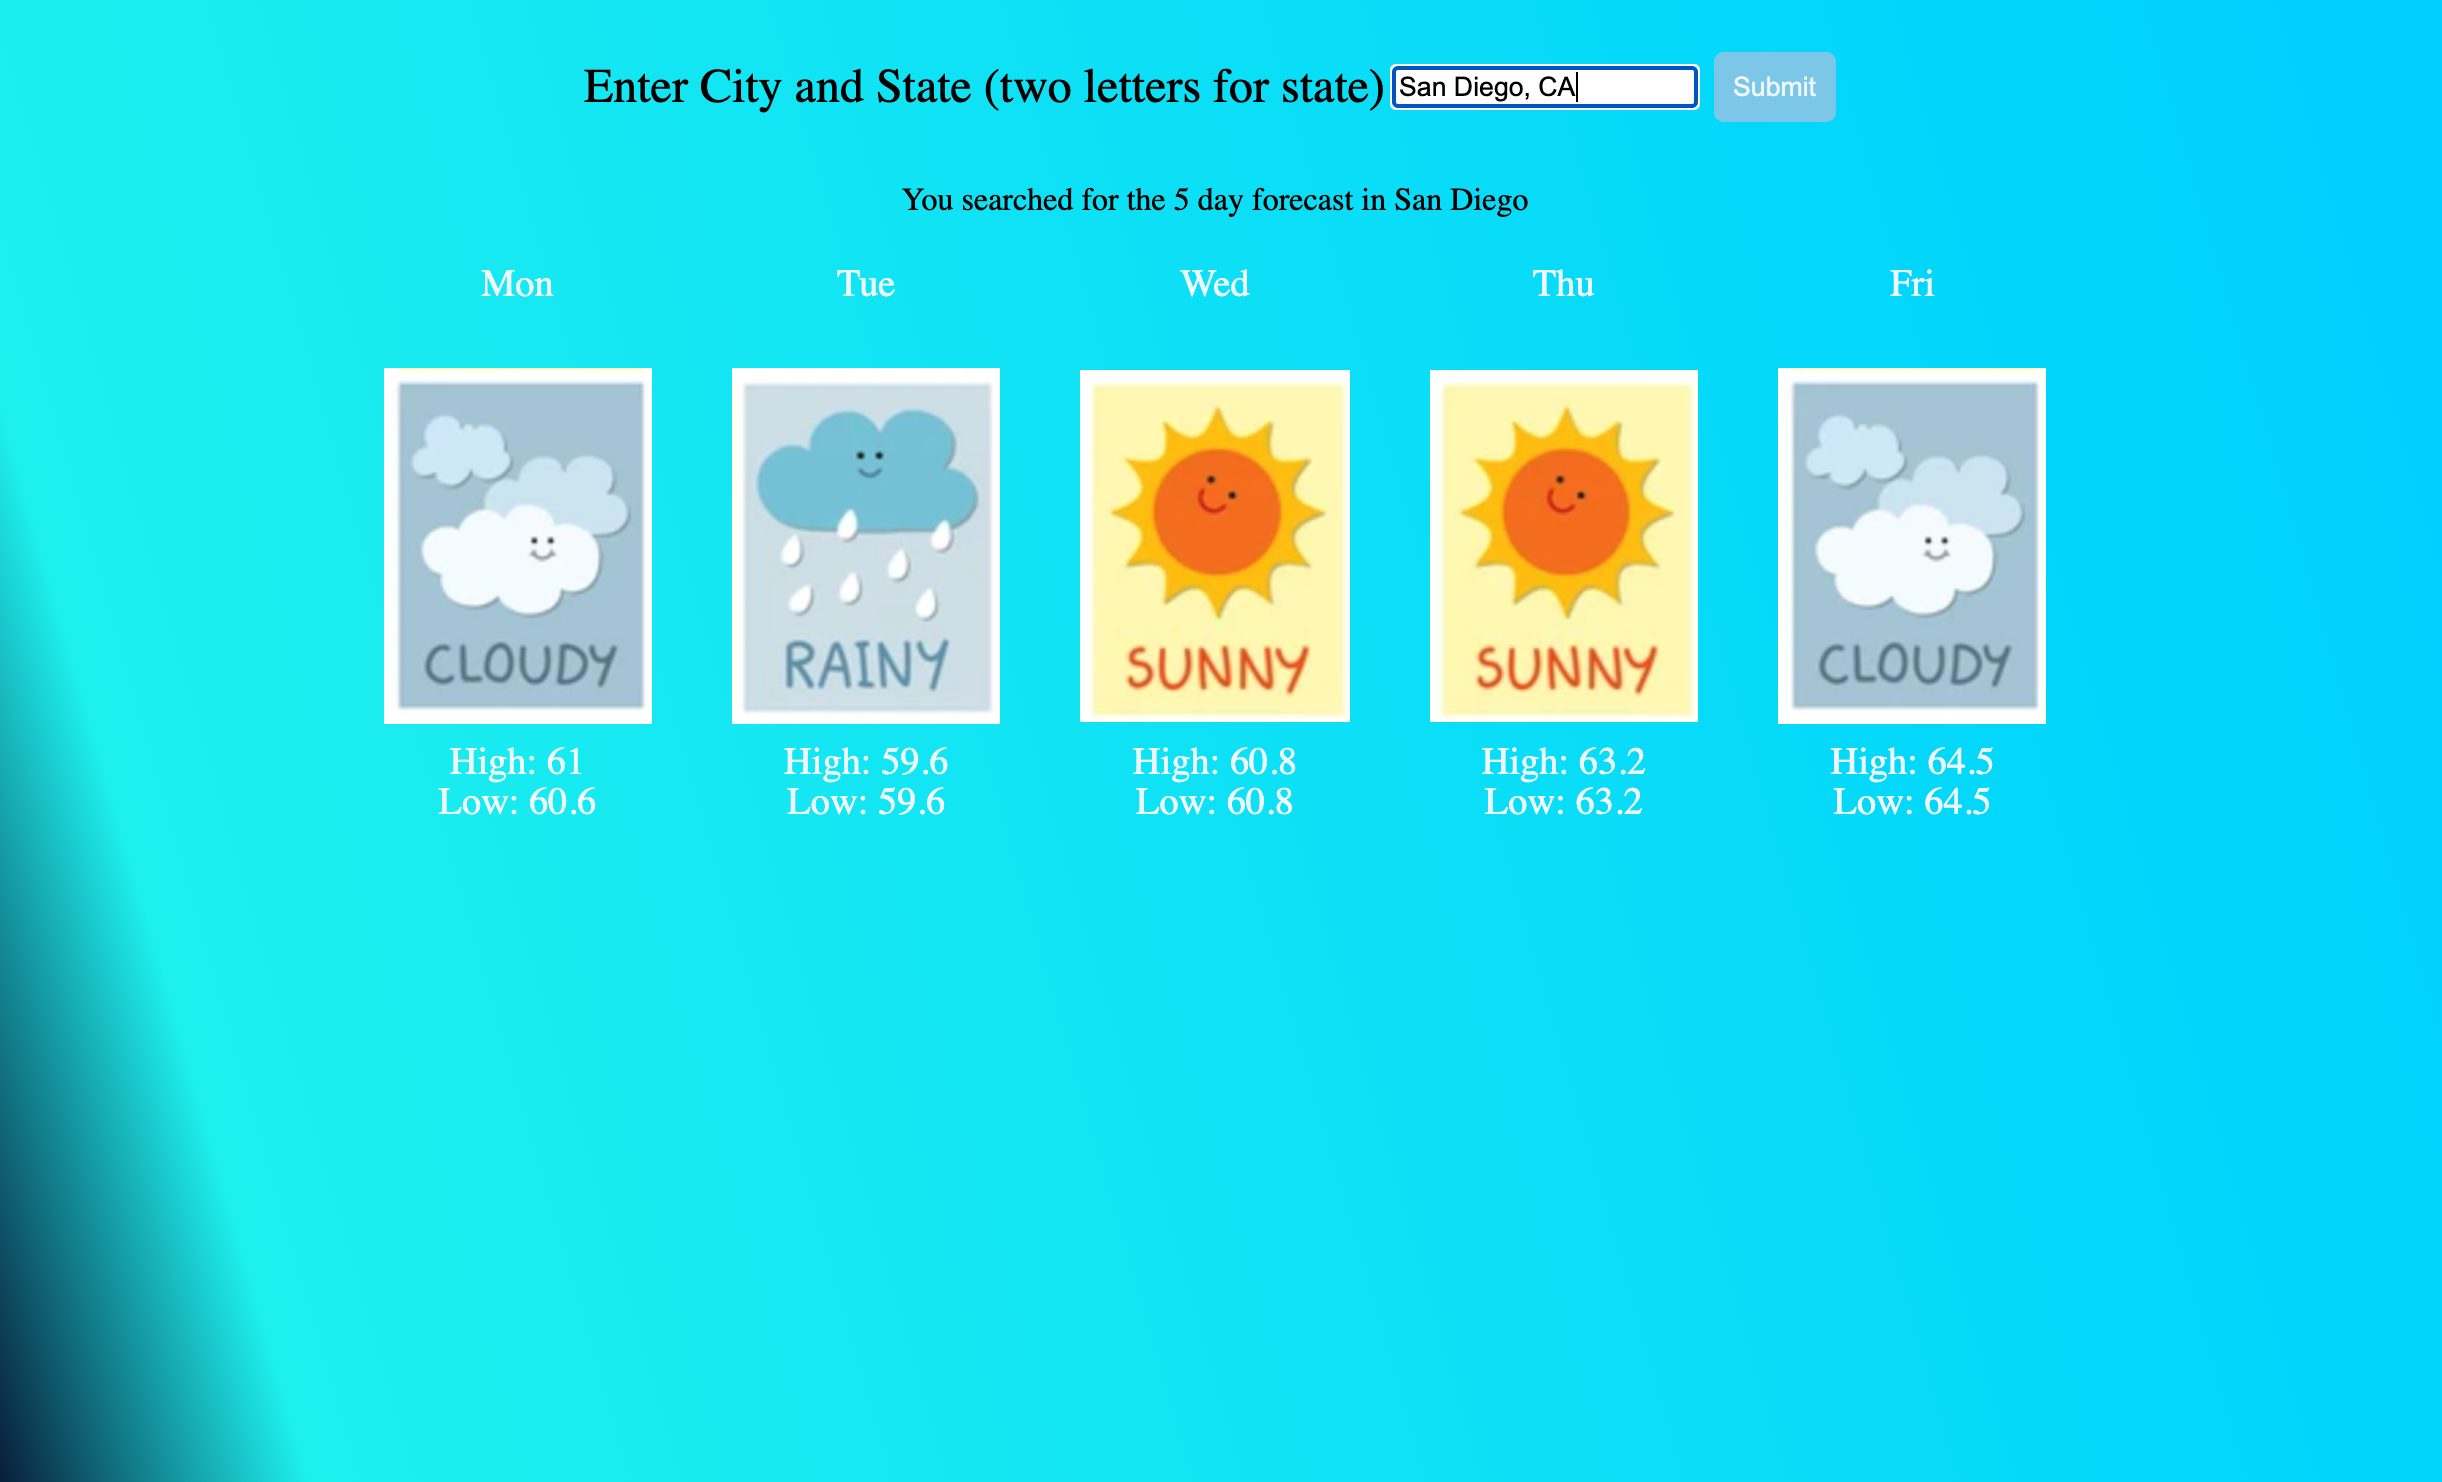 Enter City and State (two letters for state) San Diego, CA Submit
You searched for the 5 day forecast in San Diego
Mon Tue Wed Thu Fri
CLOUDY RAINY SUNNY SUNNY CLOUDY
High: 61 High: 59.6 High: 60.8 High: 63.2 High: 64.5
Low: 60.6 Low: 59.6 Low: 60.8 Low: 63.2 Low: 64.5